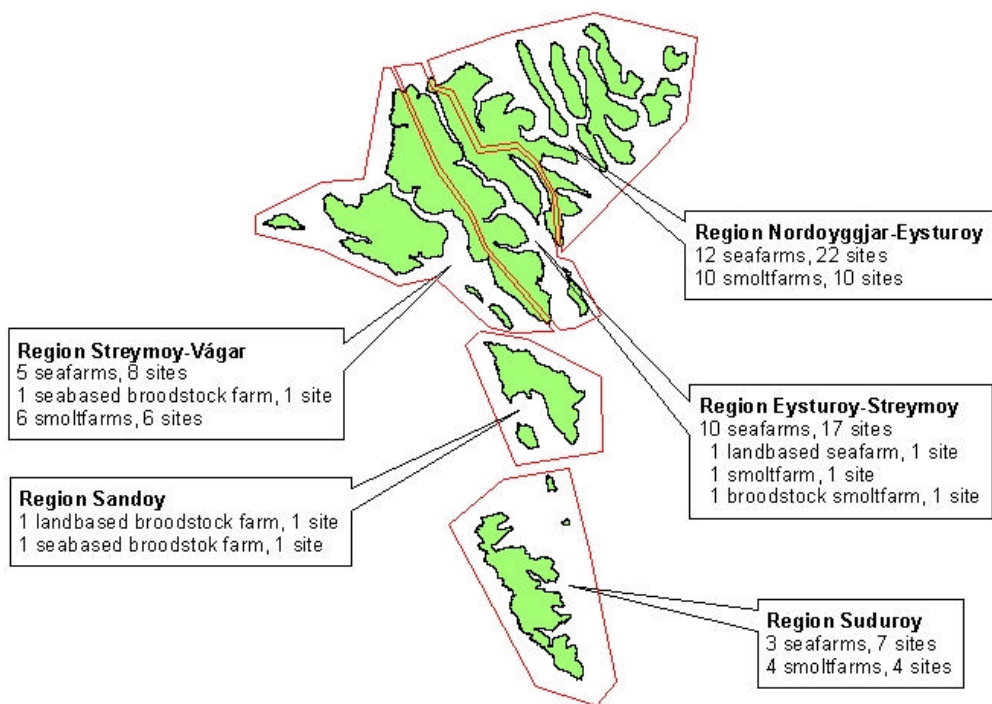 Region Nordoyggjar-Eysturoy
12 seafarms, 22 sites
10 smoltfarms, 10 sites
Region Streymoy-Vágar
5 seafarms, 8 sites
1 seabased broodstock farm, 1 site
6 smoltfarms, 6 sites
Region Eysturoy-Streymoy
10 seafarms, 17 sites
1 landbased seafarm, 1 site
1 smoltfarm, 1 site
1 broodstock smoltfarm, 1 site
Region Sandoy
1 landbased broodstock farm, 1 site
1 seabased broodstok farm, 1 site
Region Suduroy
3 seafarms, 7 sites
4 smoltfarms, 4 sites